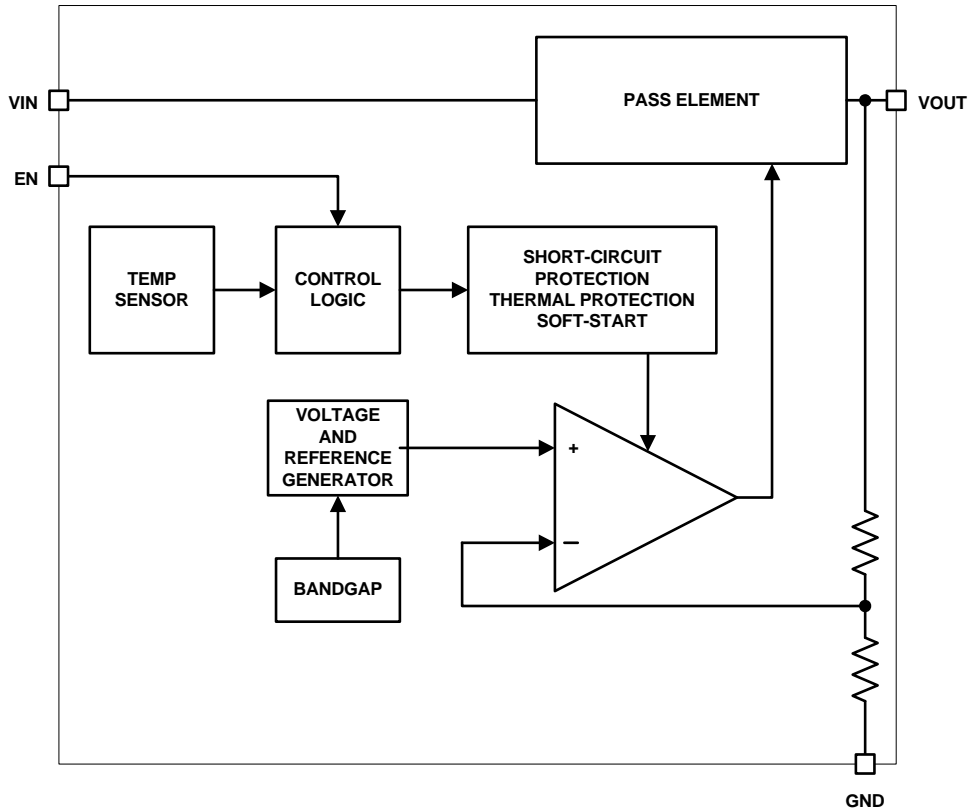 VIN
PASS ELEMENT
VOUT
EN
TEMP
SENSOR
CONTROL
LOGIC
SHORT-CIRCUIT
PROTECTION
THERMAL PROTECTION
SOFT-START
VOLTAGE
AND
REFERENCE
GENERATOR
+
−
BANDGAP
GND